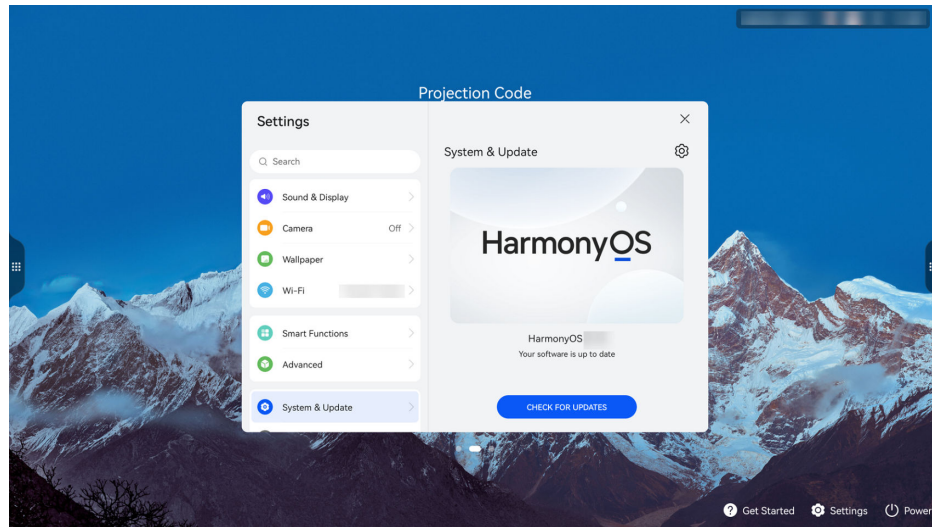 Projection Code
Settings
Search
Sound & Display
Camera Off
Wallpaper
Wi-Fi
Smart Functions
Advanced
System & Update
System & Update
HarmonyOS
HarmonyOS
Your software is up to date
CHECK FOR UPDATES
Get Started Settings Power